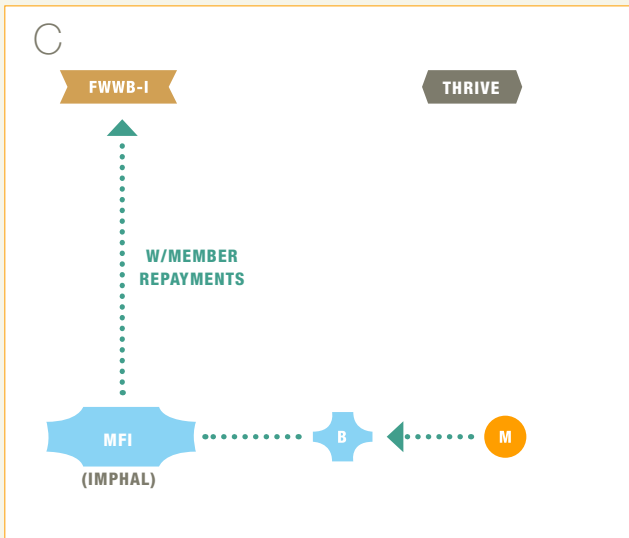 C
FWWB-I
THRIVE
W/MEMBER
REPAYMENTS
MFI
B
M
(IMPHAL)